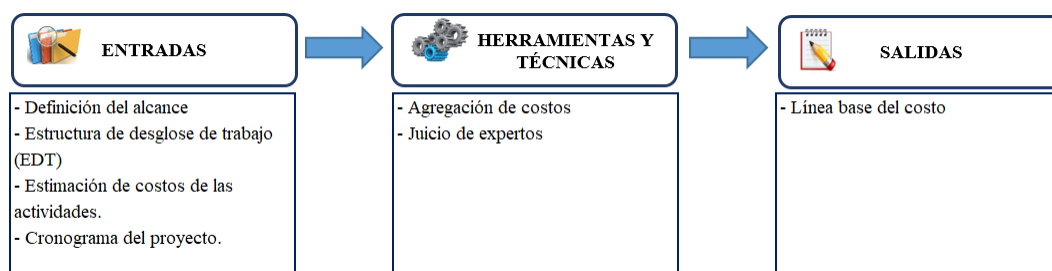 ENTRADAS
- Definición del alcance
- Estructura de desglose de trabajo
(EDT)
- Estimación de costos de las
actividades.
- Cronograma del proyecto.
HERRAMIENTAS Y
TÉCNICAS
- Agregación de costos
- Juicio de expertos
SALIDAS
- Línea base del costo